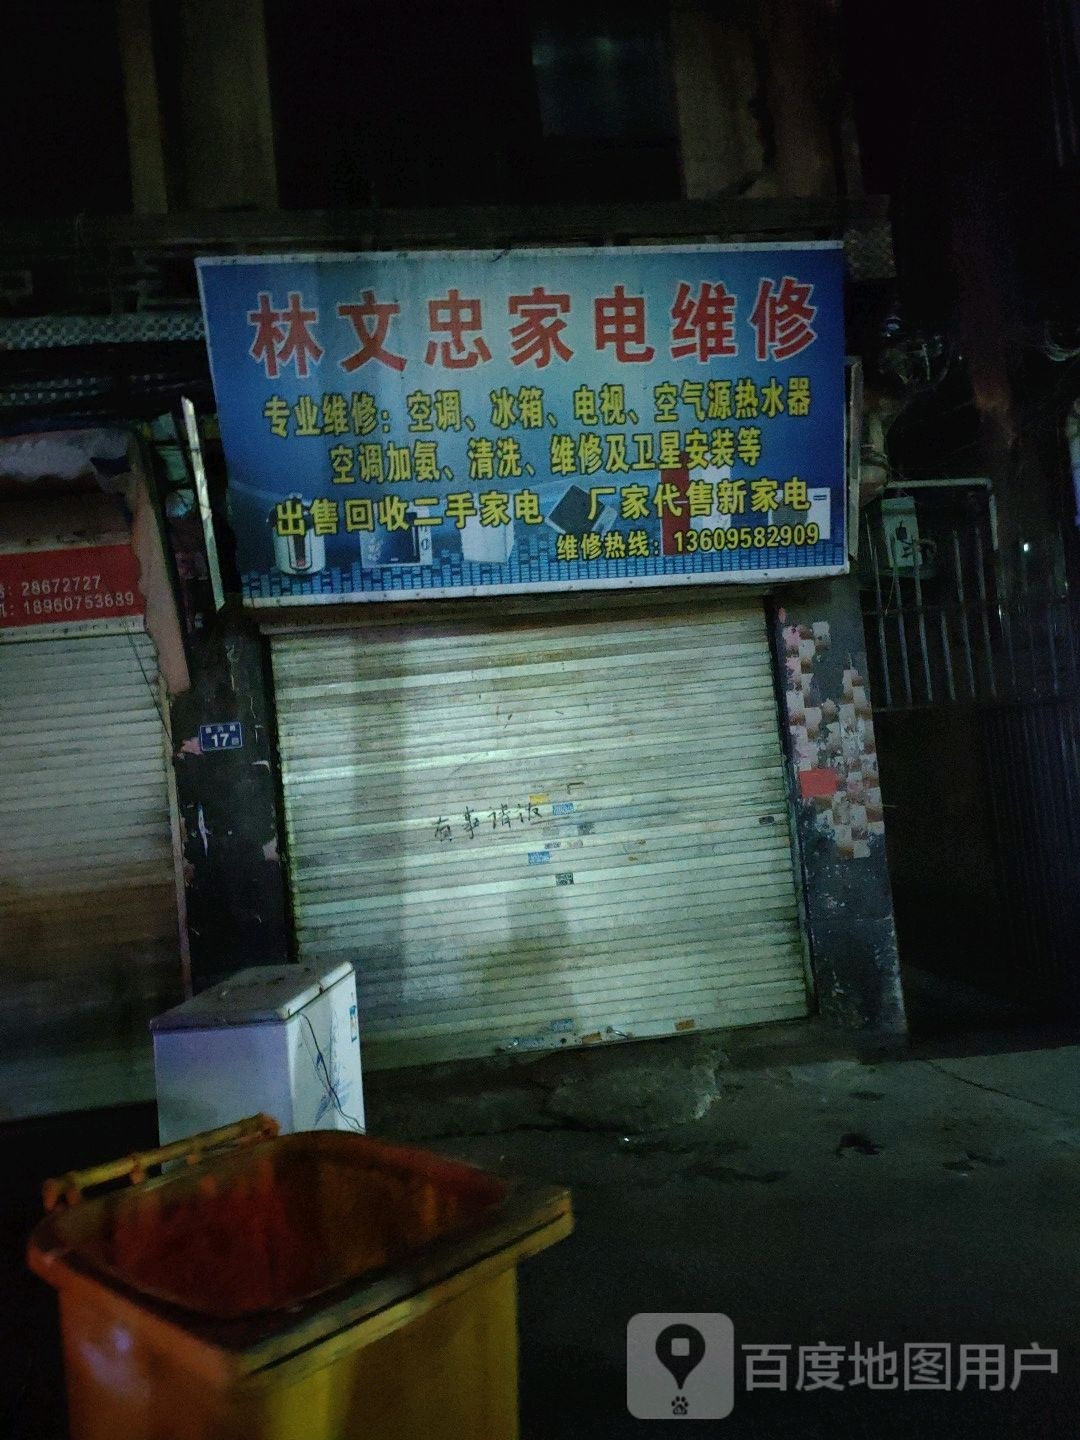 林文忠家电维修
专业维修：空调、冰箱、电视、空气源热水器
空调加氨、清洗、维修及卫星安装等
出售回收二手家电 厂家代售新家电
维修热线：13609582909
: 28672727
: 18960753689
17
有事请
百度地图用户